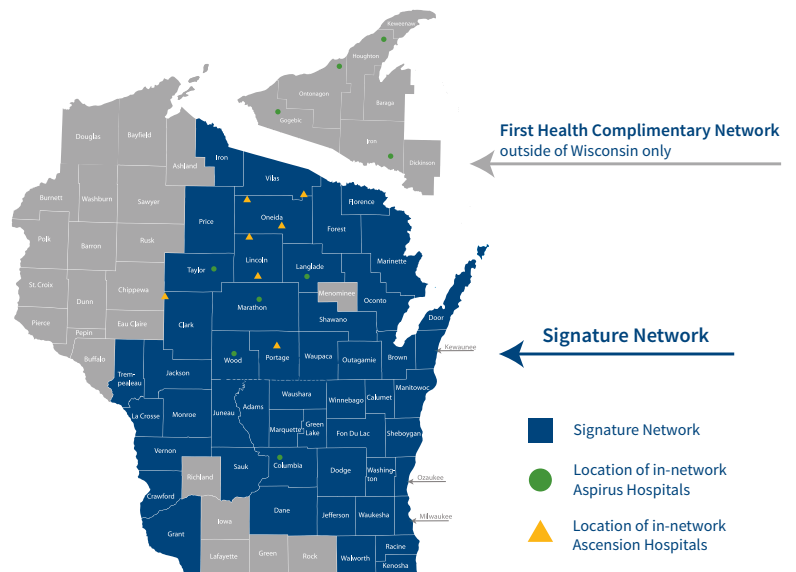 Keweenaw
Houghton
Ontonagon
Baraga
Gogebic
Iron
Dickinson
First Health Complimentary Network
outside of Wisconsin only
Douglas
Bayfield
Ashland
Iron
Vilas
Florence
Burnett
Washburn
Sawyer
Price
Oneida
Forest
Polk
Barron
Rusk
Marinette
Taylor
Lincoln
Langlade
St. Croix
Dunn
Chippewa
Menominee
Oconto
Marathon
Shawano
Door
Pierce
Pepin
Eau Claire
Clark
Signature Network
Kewaunee
Buffalo
Wood
Portage
Waupaca
Outagamie
Brown
Trem-
pealeau
Jackson
Manitowoc
Juneau
Adams
Waushara
Winnebago
Calumet
La Crosse
Monroe
Marquette
Green
Lake
Fon Du Lac
Sheboygan
Signature Network
Vernon
Sauk
Columbia
Dodge
Washing-
ton
Richland
Ozaukee
Location of in-network
Aspirus Hospitals
Crawford
Iowa
Dane
Jefferson
Waukesha
Milwaukee
Grant
Location of in-network
Ascension Hospitals
Lafayette
Green
Rock
Walworth
Racine
Kenosha